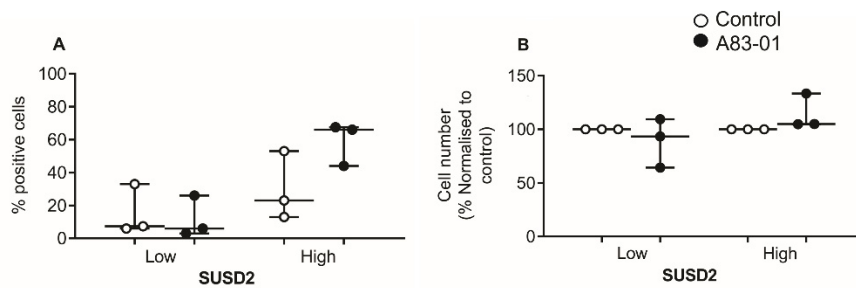 A
100
80
60
40
20
0
% positive cells
Low
High
SUSD2
Control
A83-01
B
150
100
50
0
Cell number
(% Normalised to
control)
Low
High
SUSD2